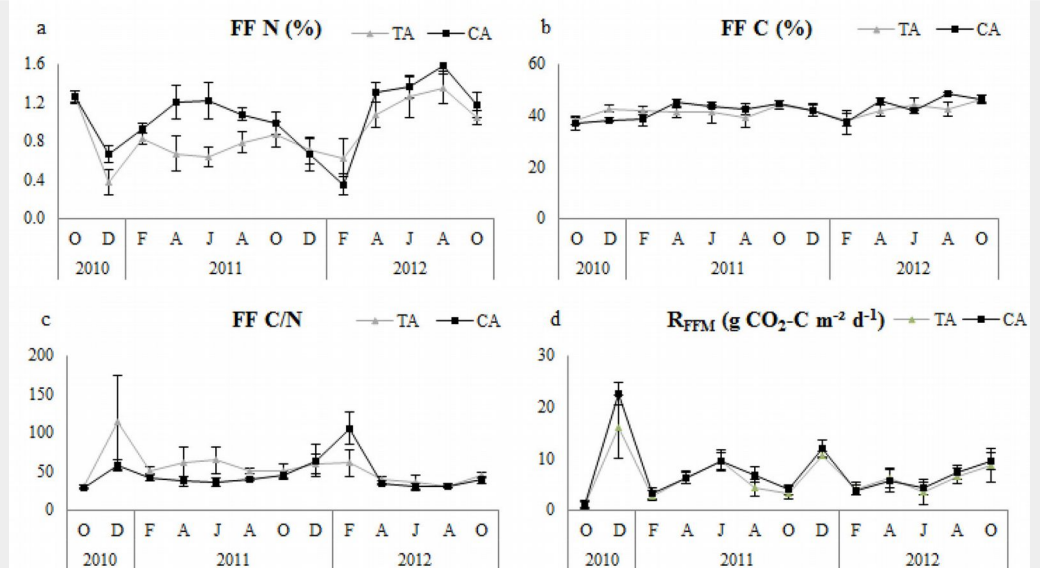 a FF N (%) TA CA
1.6
1.2
0.8
0.4
0.0
O D F A J A O D F A J A O
2010 2011 2012
b FF C (%) TA CA
60
40
20
0
O D F A J A O D F A J A O
2010 2011 2012
c FF C/N TA CA
200
150
100
50
0
O D F A J A O D F A J A O
2010 2011 2012
d R_FFM (g CO₂-C m⁻² d⁻¹) TA CA
30
20
10
0
O D F A J A O D F A J A O
2010 2011 2012